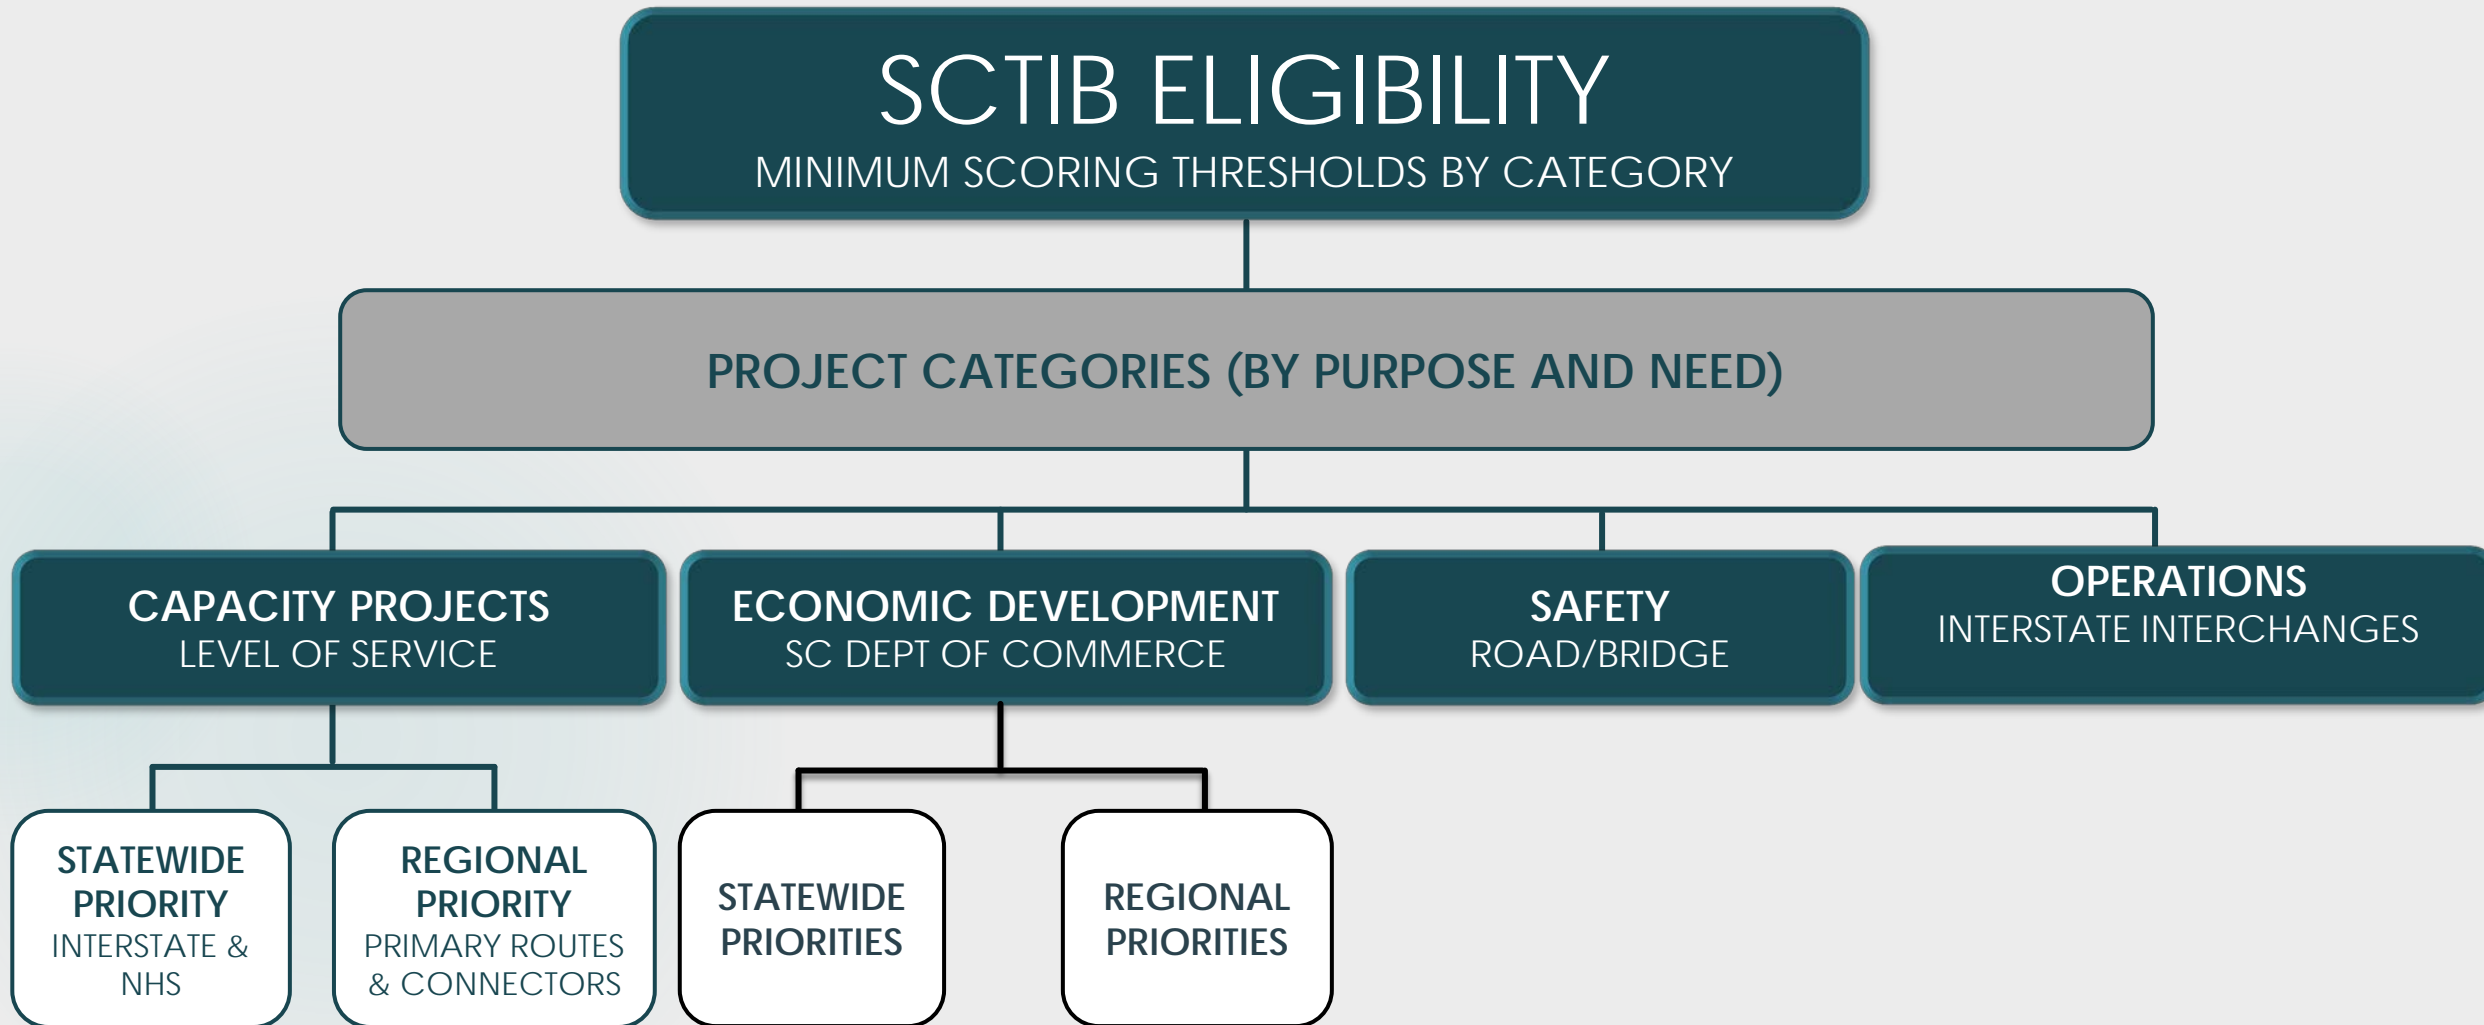 SCTIB ELIGIBILITY
MINIMUM SCORING THRESHOLDS BY CATEGORY
PROJECT CATEGORIES (BY PURPOSE AND NEED)
CAPACITY PROJECTS
LEVEL OF SERVICE
ECONOMIC DEVELOPMENT
SC DEPT OF COMMERCE
SAFETY
ROAD/BRIDGE
OPERATIONS
INTERSTATE INTERCHANGES
STATEWIDE
PRIORITY
INTERSTATE &
NHS
REGIONAL
PRIORITY
PRIMARY ROUTES
& CONNECTORS
STATEWIDE
PRIORITIES
REGIONAL
PRIORITIES